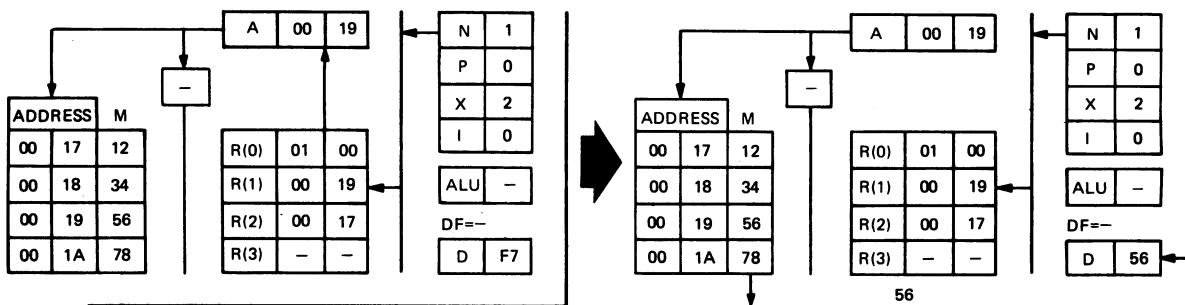 A 00 19
N 1
P 0
X 2
I 0
–
ADDRESS M
00 17 12
00 18 34
00 19 56
00 1A 78
R(0) 01 00
R(1) 00 19
R(2) 00 17
R(3) – –
ALU –
DF=–
D F7
A 00 19
N 1
P 0
X 2
I 0
–
ADDRESS M
00 17 12
00 18 34
00 19 56
00 1A 78
R(0) 01 00
R(1) 00 19
R(2) 00 17
R(3) – –
ALU –
DF=–
D 56
56